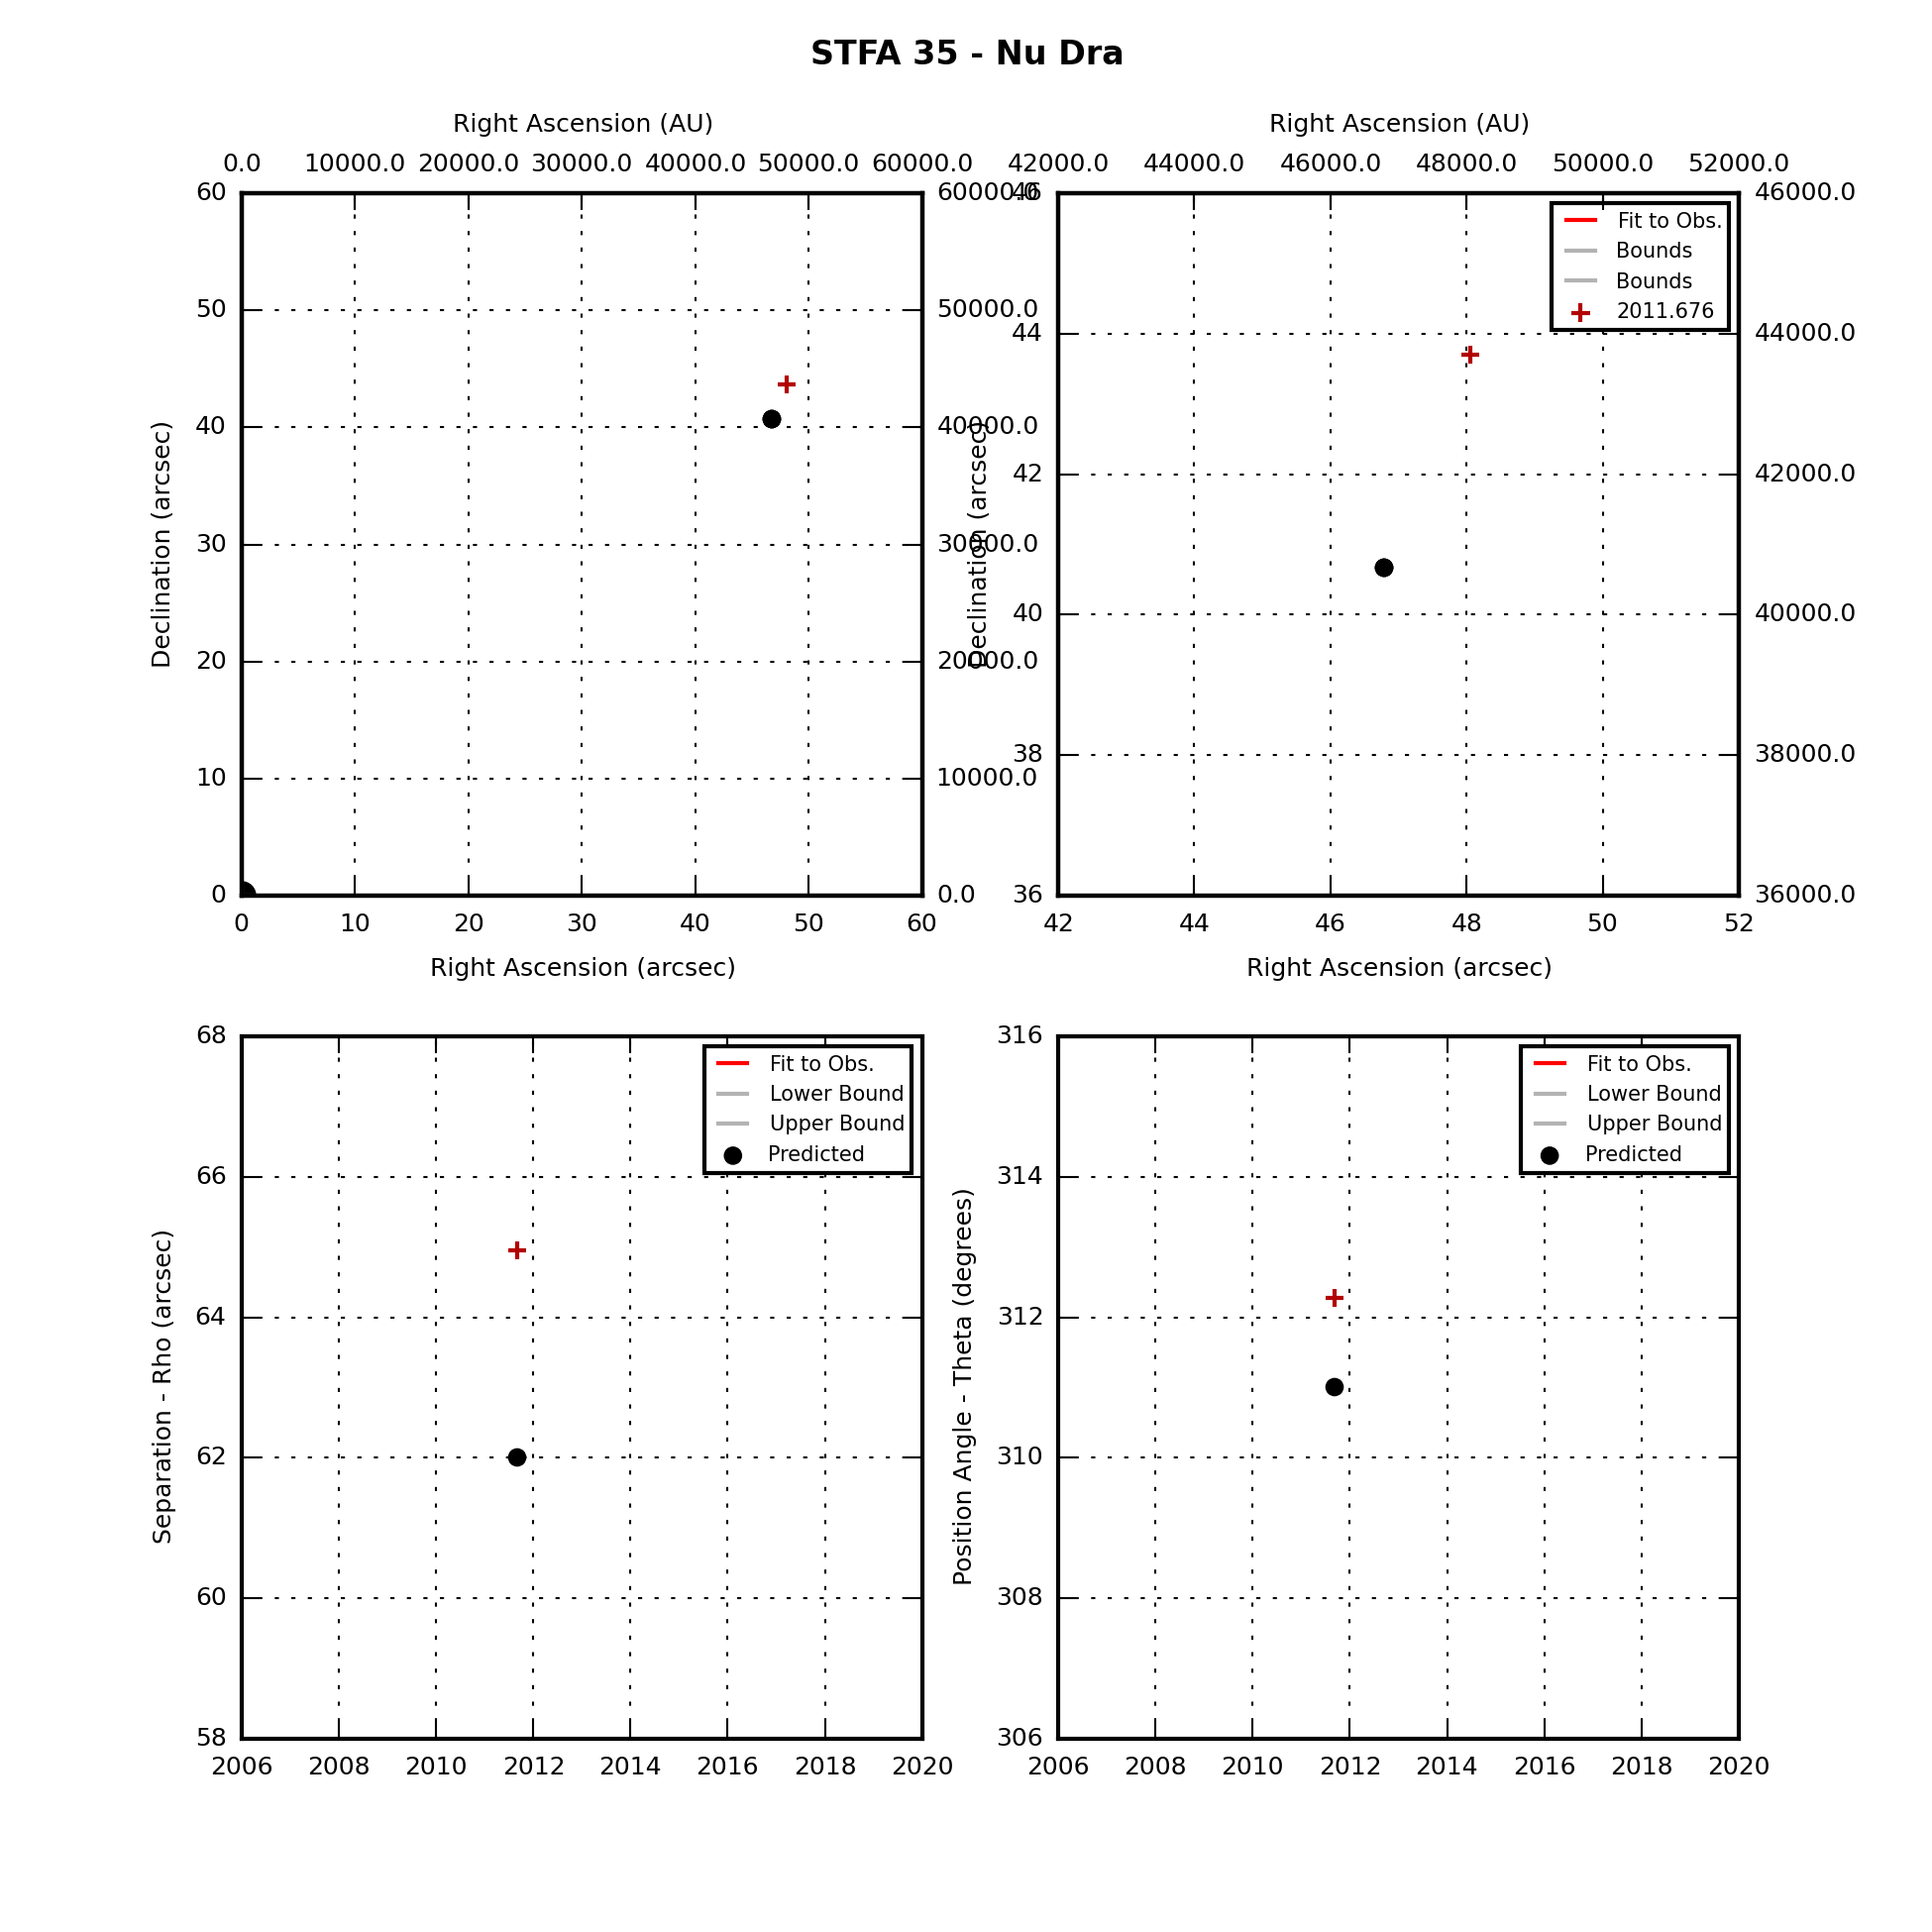 STFA 35 - Nu Dra
Right Ascension (AU)
0.0 10000.0 20000.0 30000.0 40000.0 50000.0 60000.0
60 60000.0
50 50000.0
40 40000.0
30 30000.0
20 20000.0
10 10000.0
0 0.0
Declination (arcsec)
0 10 20 30 40 50 60
Right Ascension (arcsec)
Right Ascension (AU)
42000.0 44000.0 46000.0 48000.0 50000.0 52000.0
46 46000.0
44 44000.0
42 42000.0
40 40000.0
38 38000.0
36 36000.0
Declination (arcsec)
Fit to Obs.
Bounds
Bounds
2011.676
42 44 46 48 50 52
Right Ascension (arcsec)
68
66
64
62
60
58
Separation - Rho (arcsec)
Fit to Obs.
Lower Bound
Upper Bound
Predicted
2006 2008 2010 2012 2014 2016 2018 2020
316
314
312
310
308
306
Position Angle - Theta (degrees)
Fit to Obs.
Lower Bound
Upper Bound
Predicted
2006 2008 2010 2012 2014 2016 2018 2020